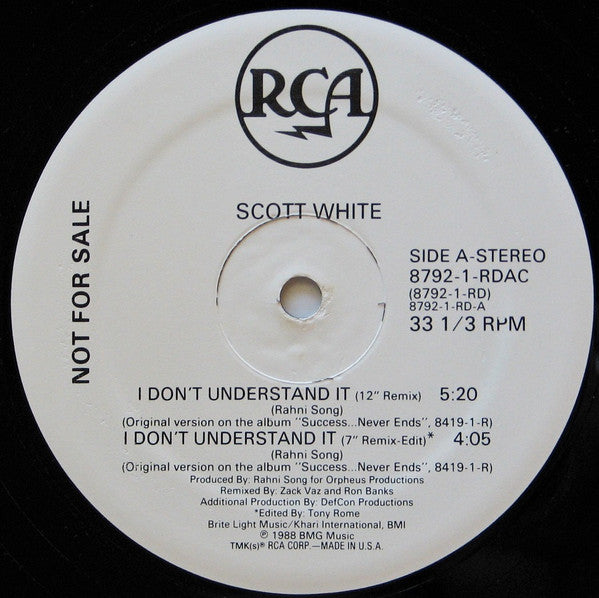 RCA
SCOTT WHITE
NOT FOR SALE
SIDE A-STEREO
8792-1-RDAC
(8792-1-RD)
8792-1-RD-A
33 1/3 RPM
I DON'T UNDERSTAND IT (12" Remix) 5:20
(Rahni Song)
(Original version on the album "Success...Never Ends", 8419-1-R)
I DON'T UNDERSTAND IT (7" Remix-Edit)* 4:05
(Rahni Song)
(Original version on the album "Success...Never Ends", 8419-1-R)
Produced By: Rahni Song for Orpheus Productions
Remixed By: Zack Vaz and Ron Banks
Additional Production By: DefCon Productions
*Edited By: Tony Rome
Brite Light Music/Khari International, BMI
℗ 1988 BMG Music
TMK(s)® RCA CORP.—MADE IN U.S.A.